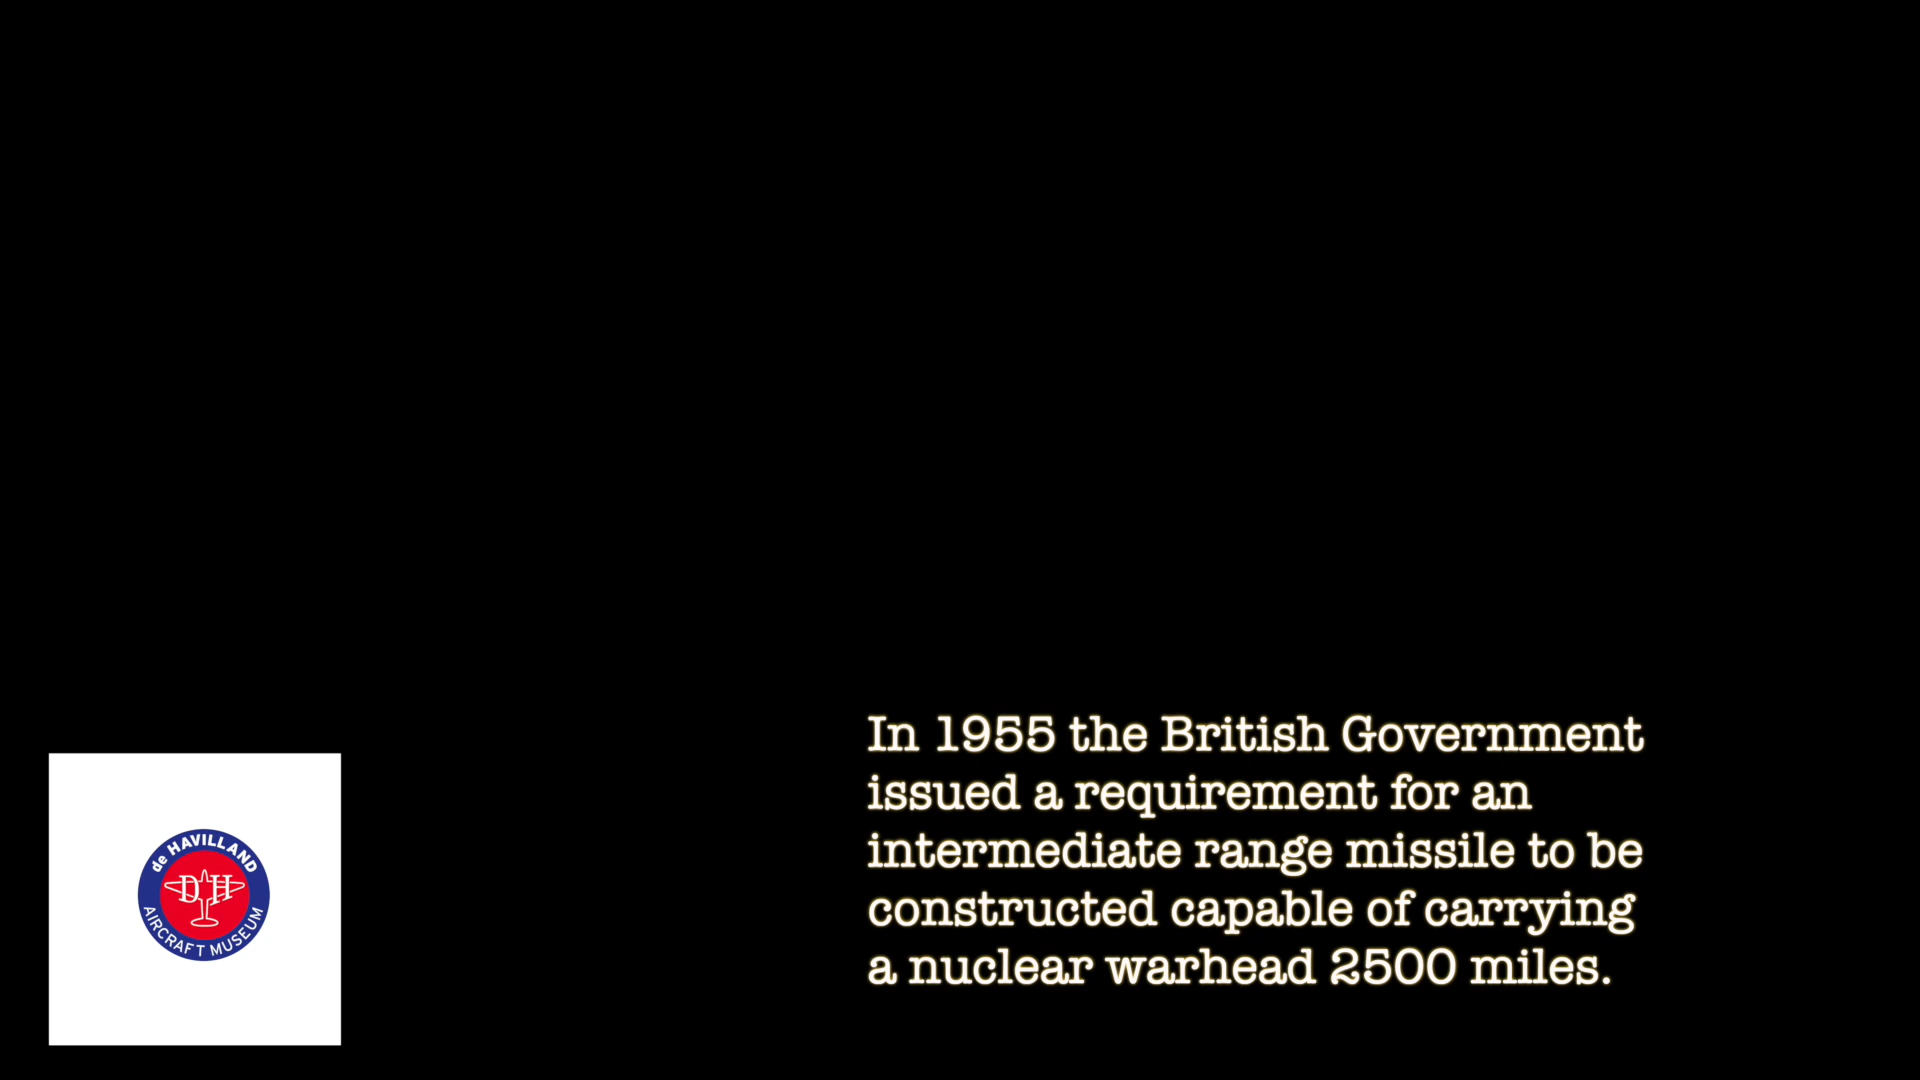 In 1955 the British Government
issued a requirement for an
intermediate range missile to be
constructed capable of carrying
a nuclear warhead 2500 miles.
de HAVILLAND
DH
AIRCRAFT MUSEUM